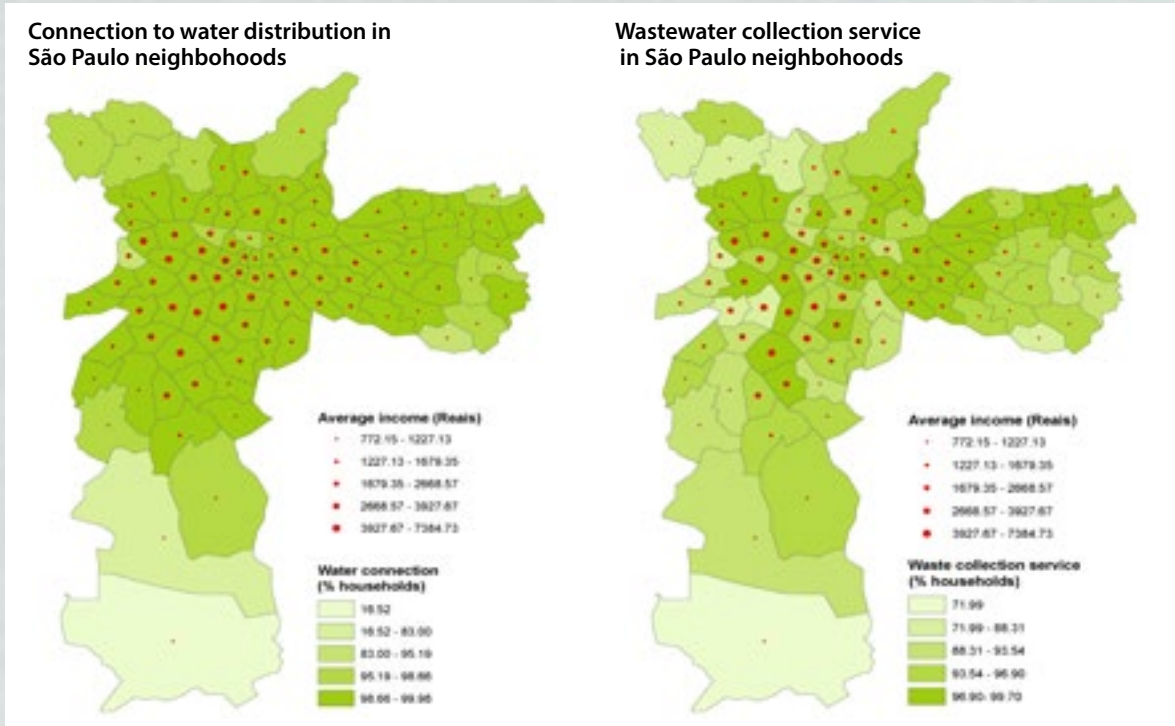 Connection to water distribution in
São Paulo neighbohoods
Wastewater collection service
in São Paulo neighbohoods
Average income (Reais)
772.15 - 1227.13
1227.13 - 1679.35
1679.35 - 2668.57
2668.57 - 3927.67
3927.67 - 7384.73
Water connection
(% households)
16.52
16.52 - 83.00
83.00 - 95.19
95.19 - 98.66
98.66 - 99.98
Average income (Reais)
772.15 - 1227.13
1227.13 - 1679.35
1679.35 - 2668.57
2668.57 - 3927.67
3927.67 - 7384.73
Waste collection service
(% households)
71.99
71.99 - 88.31
88.31 - 93.54
93.54 - 96.90
96.90- 99.70